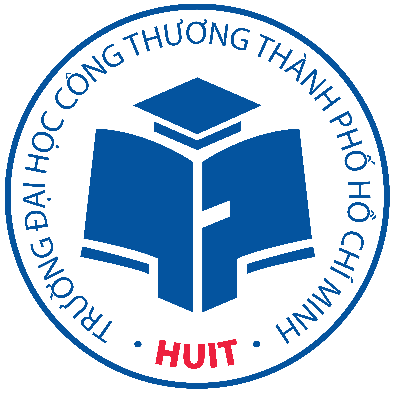 TRƯỜNG ĐẠI HỌC CÔNG THƯƠNG THÀNH PHỐ HỒ CHÍ MINH
• HUIT •